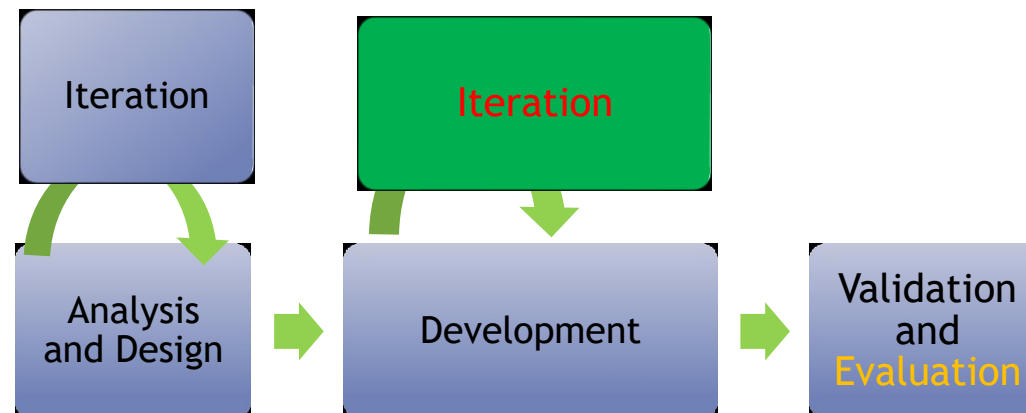 Iteration
Iteration
Analysis
and Design
Development
Validation
and
Evaluation